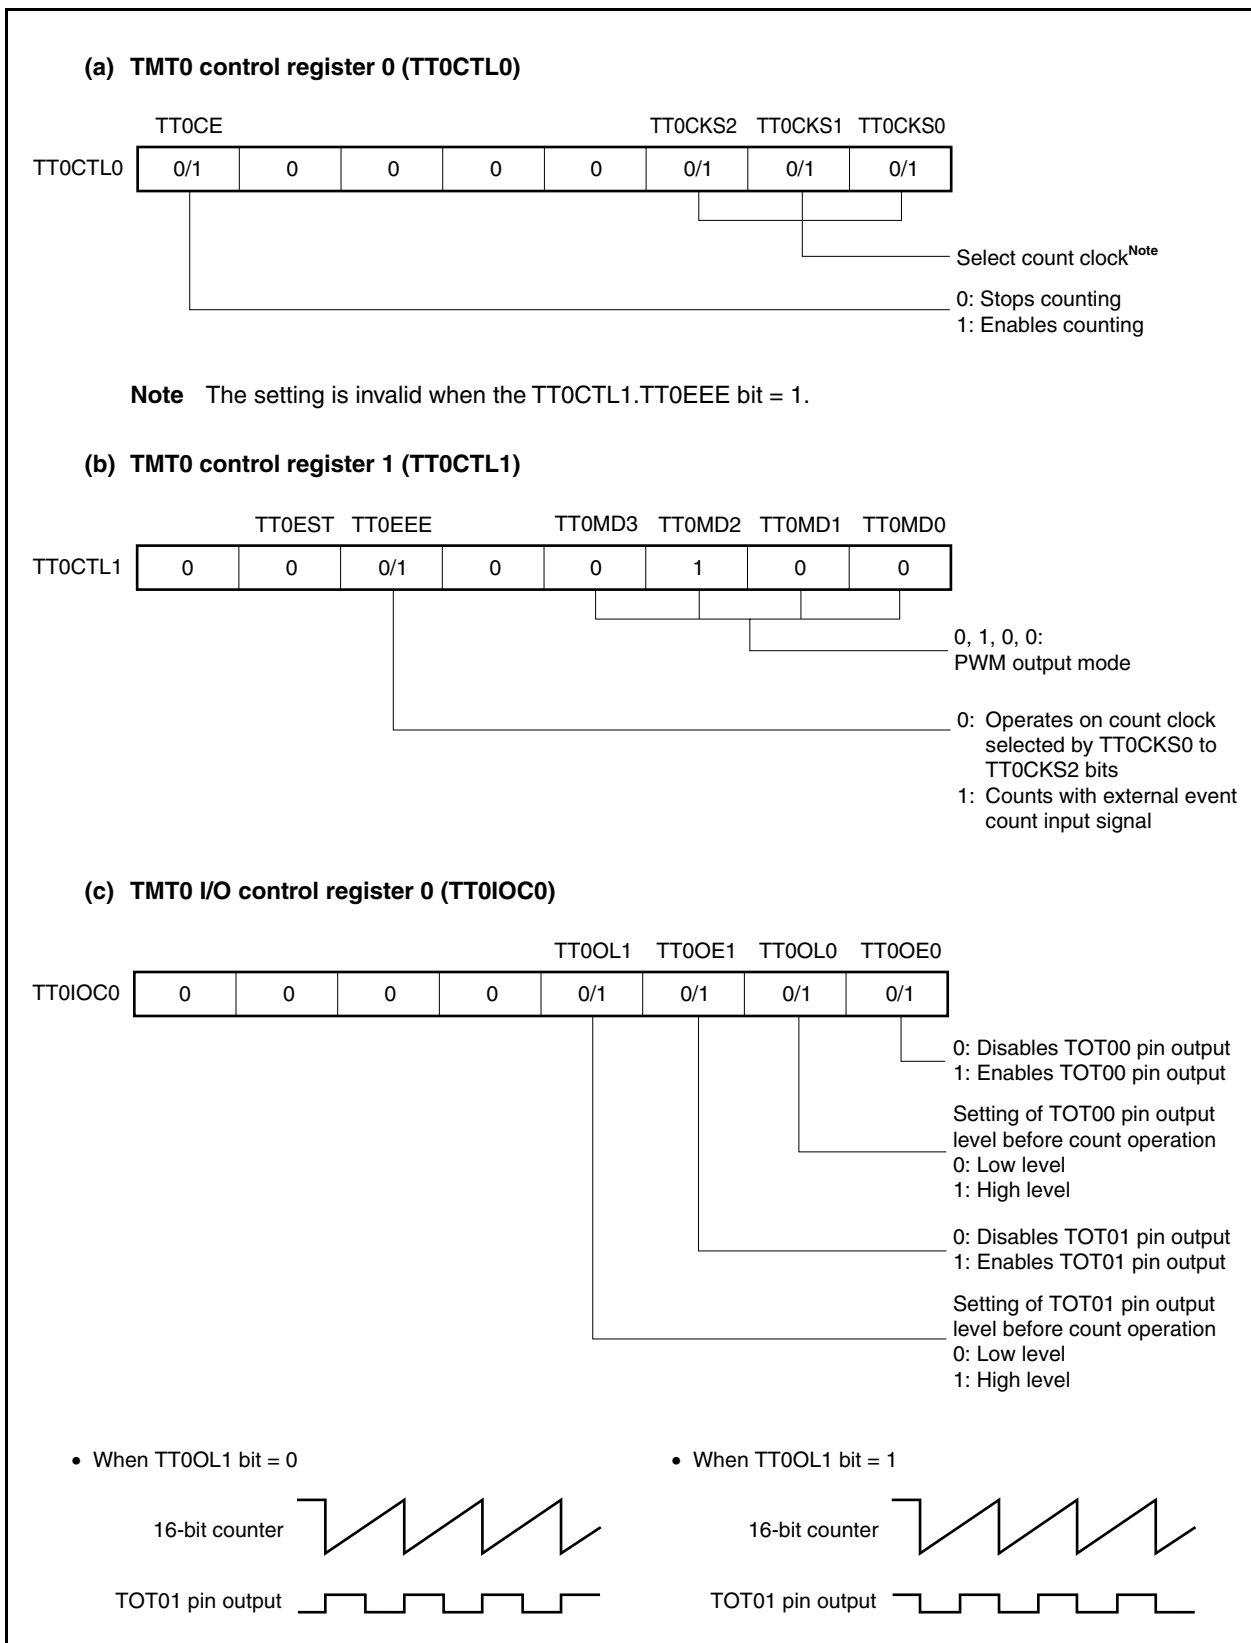 (a) TMT0 control register 0 (TT0CTL0)
TT0CE TT0CKS2 TT0CKS1 TT0CKS0
TT0CTL0 0/1 0 0 0 0 0/1 0/1 0/1
Select count clockNote
0: Stops counting
1: Enables counting
Note The setting is invalid when the TT0CTL1.TT0EEE bit = 1.
(b) TMT0 control register 1 (TT0CTL1)
TT0EST TT0EEE TT0MD3 TT0MD2 TT0MD1 TT0MD0
TT0CTL1 0 0 0/1 0 0 1 0 0
0, 1, 0, 0:
PWM output mode
0: Operates on count clock
selected by TT0CKS0 to
TT0CKS2 bits
1: Counts with external event
count input signal
(c) TMT0 I/O control register 0 (TT0IOC0)
TT0OL1 TT0OE1 TT0OL0 TT0OE0
TT0IOC0 0 0 0 0 0/1 0/1 0/1 0/1
0: Disables TOT00 pin output
1: Enables TOT00 pin output
Setting of TOT00 pin output
level before count operation
0: Low level
1: High level
0: Disables TOT01 pin output
1: Enables TOT01 pin output
Setting of TOT01 pin output
level before count operation
0: Low level
1: High level
• When TT0OL1 bit = 0
16-bit counter
TOT01 pin output
• When TT0OL1 bit = 1
16-bit counter
TOT01 pin output